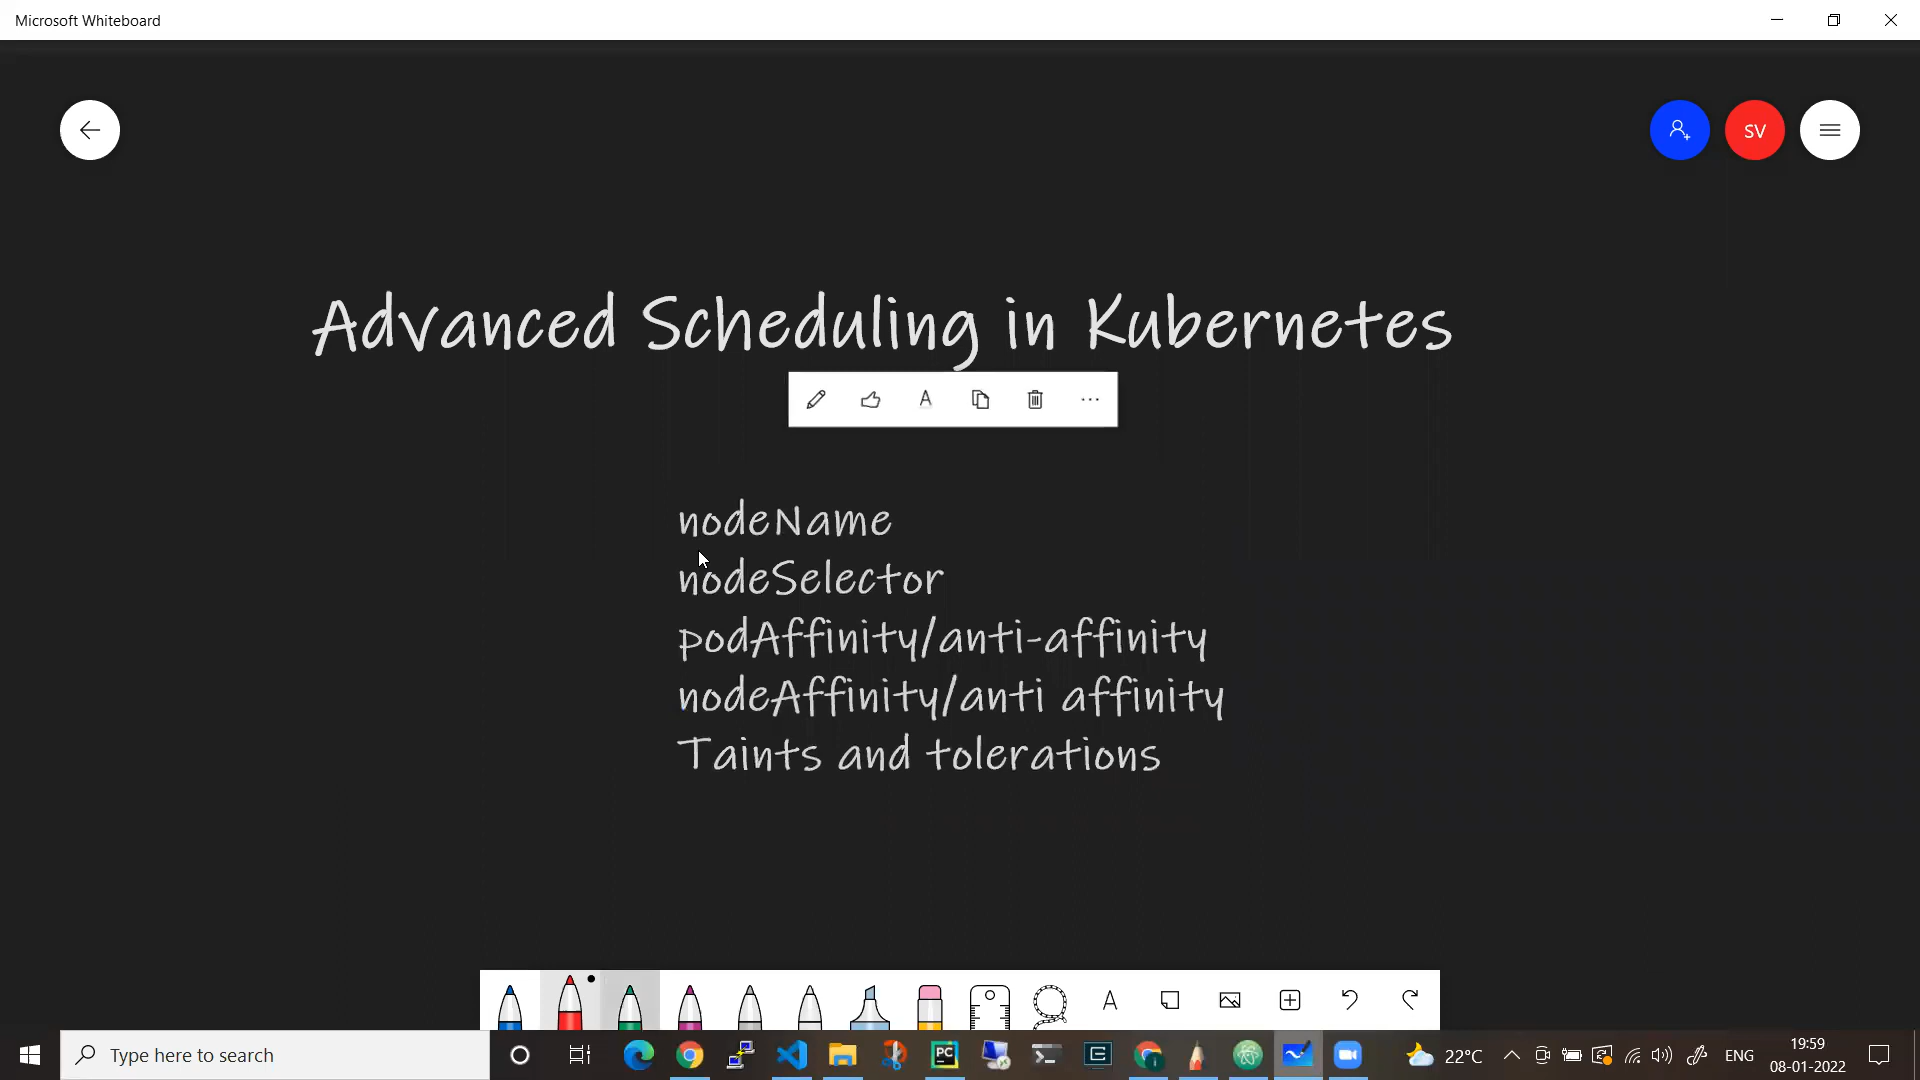 Microsoft Whiteboard
SV
Advanced Scheduling in Kubernetes
nodeName
nodeSelector
podAffinity/anti-affinity
nodeAffinity/anti affinity
Taints and tolerations
Type here to search
22°C
ENG
19:59
08-01-2022